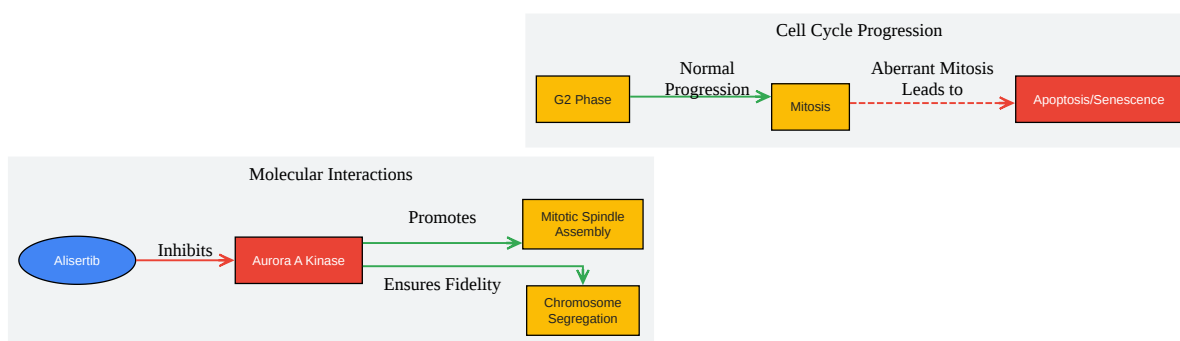 Cell Cycle Progression
G2 Phase
Normal
Progression
Mitosis
Aberrant Mitosis
Leads to
Apoptosis/Senescence
Molecular Interactions
Alisertib
Inhibits
Aurora A Kinase
Promotes
Mitotic Spindle
Assembly
Ensures Fidelity
Chromosome
Segregation